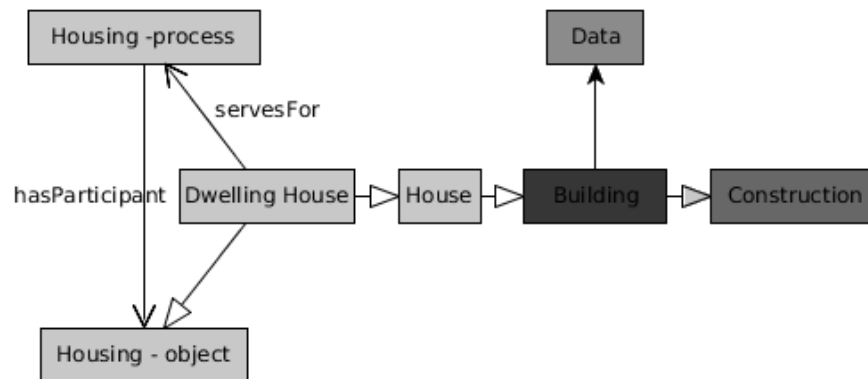 Housing -process
Data
servesFor
hasParticipant
Dwelling House
House
Building
Construction
Housing - object